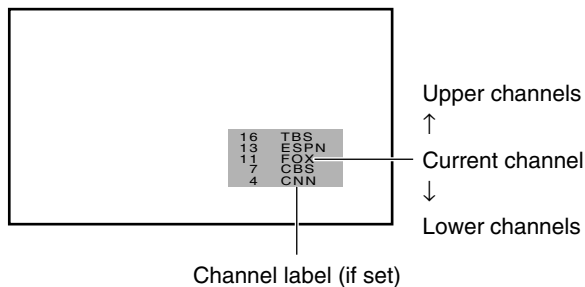 16 TBS
13 ESPN
11 FOX
7 CBS
4 CNN
Upper channels
↑
Current channel
↓
Lower channels
Channel label (if set)